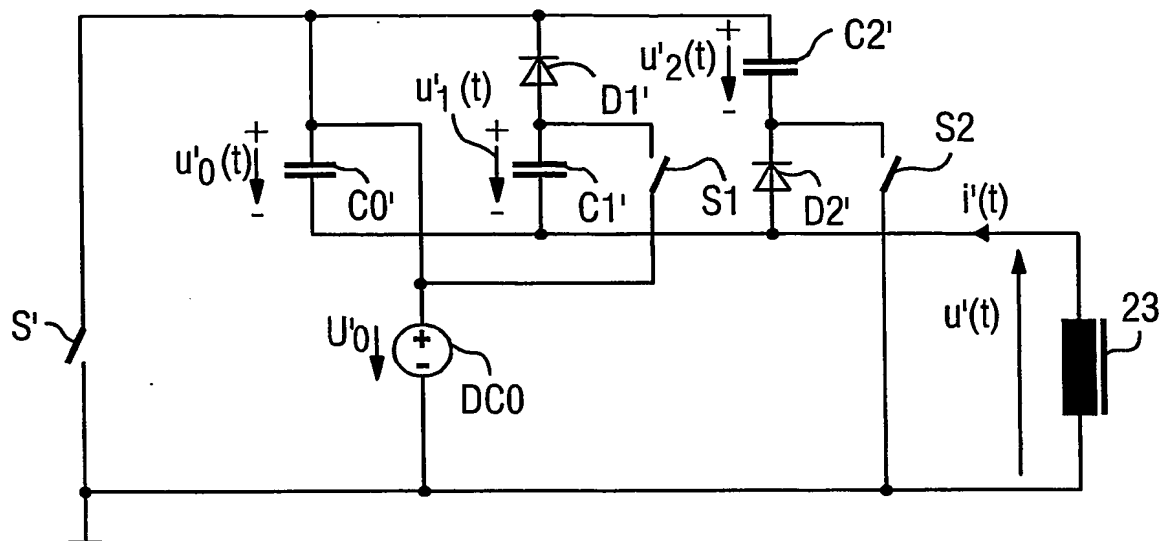 +
C2'
u'2(t)
-
u'1(t)
D1'
S2
+
u'0(t)
-
C0'
+
-
C1'
S1
D2'
i'(t)
S'
U'0
+
-
DC0
u'(t)
23